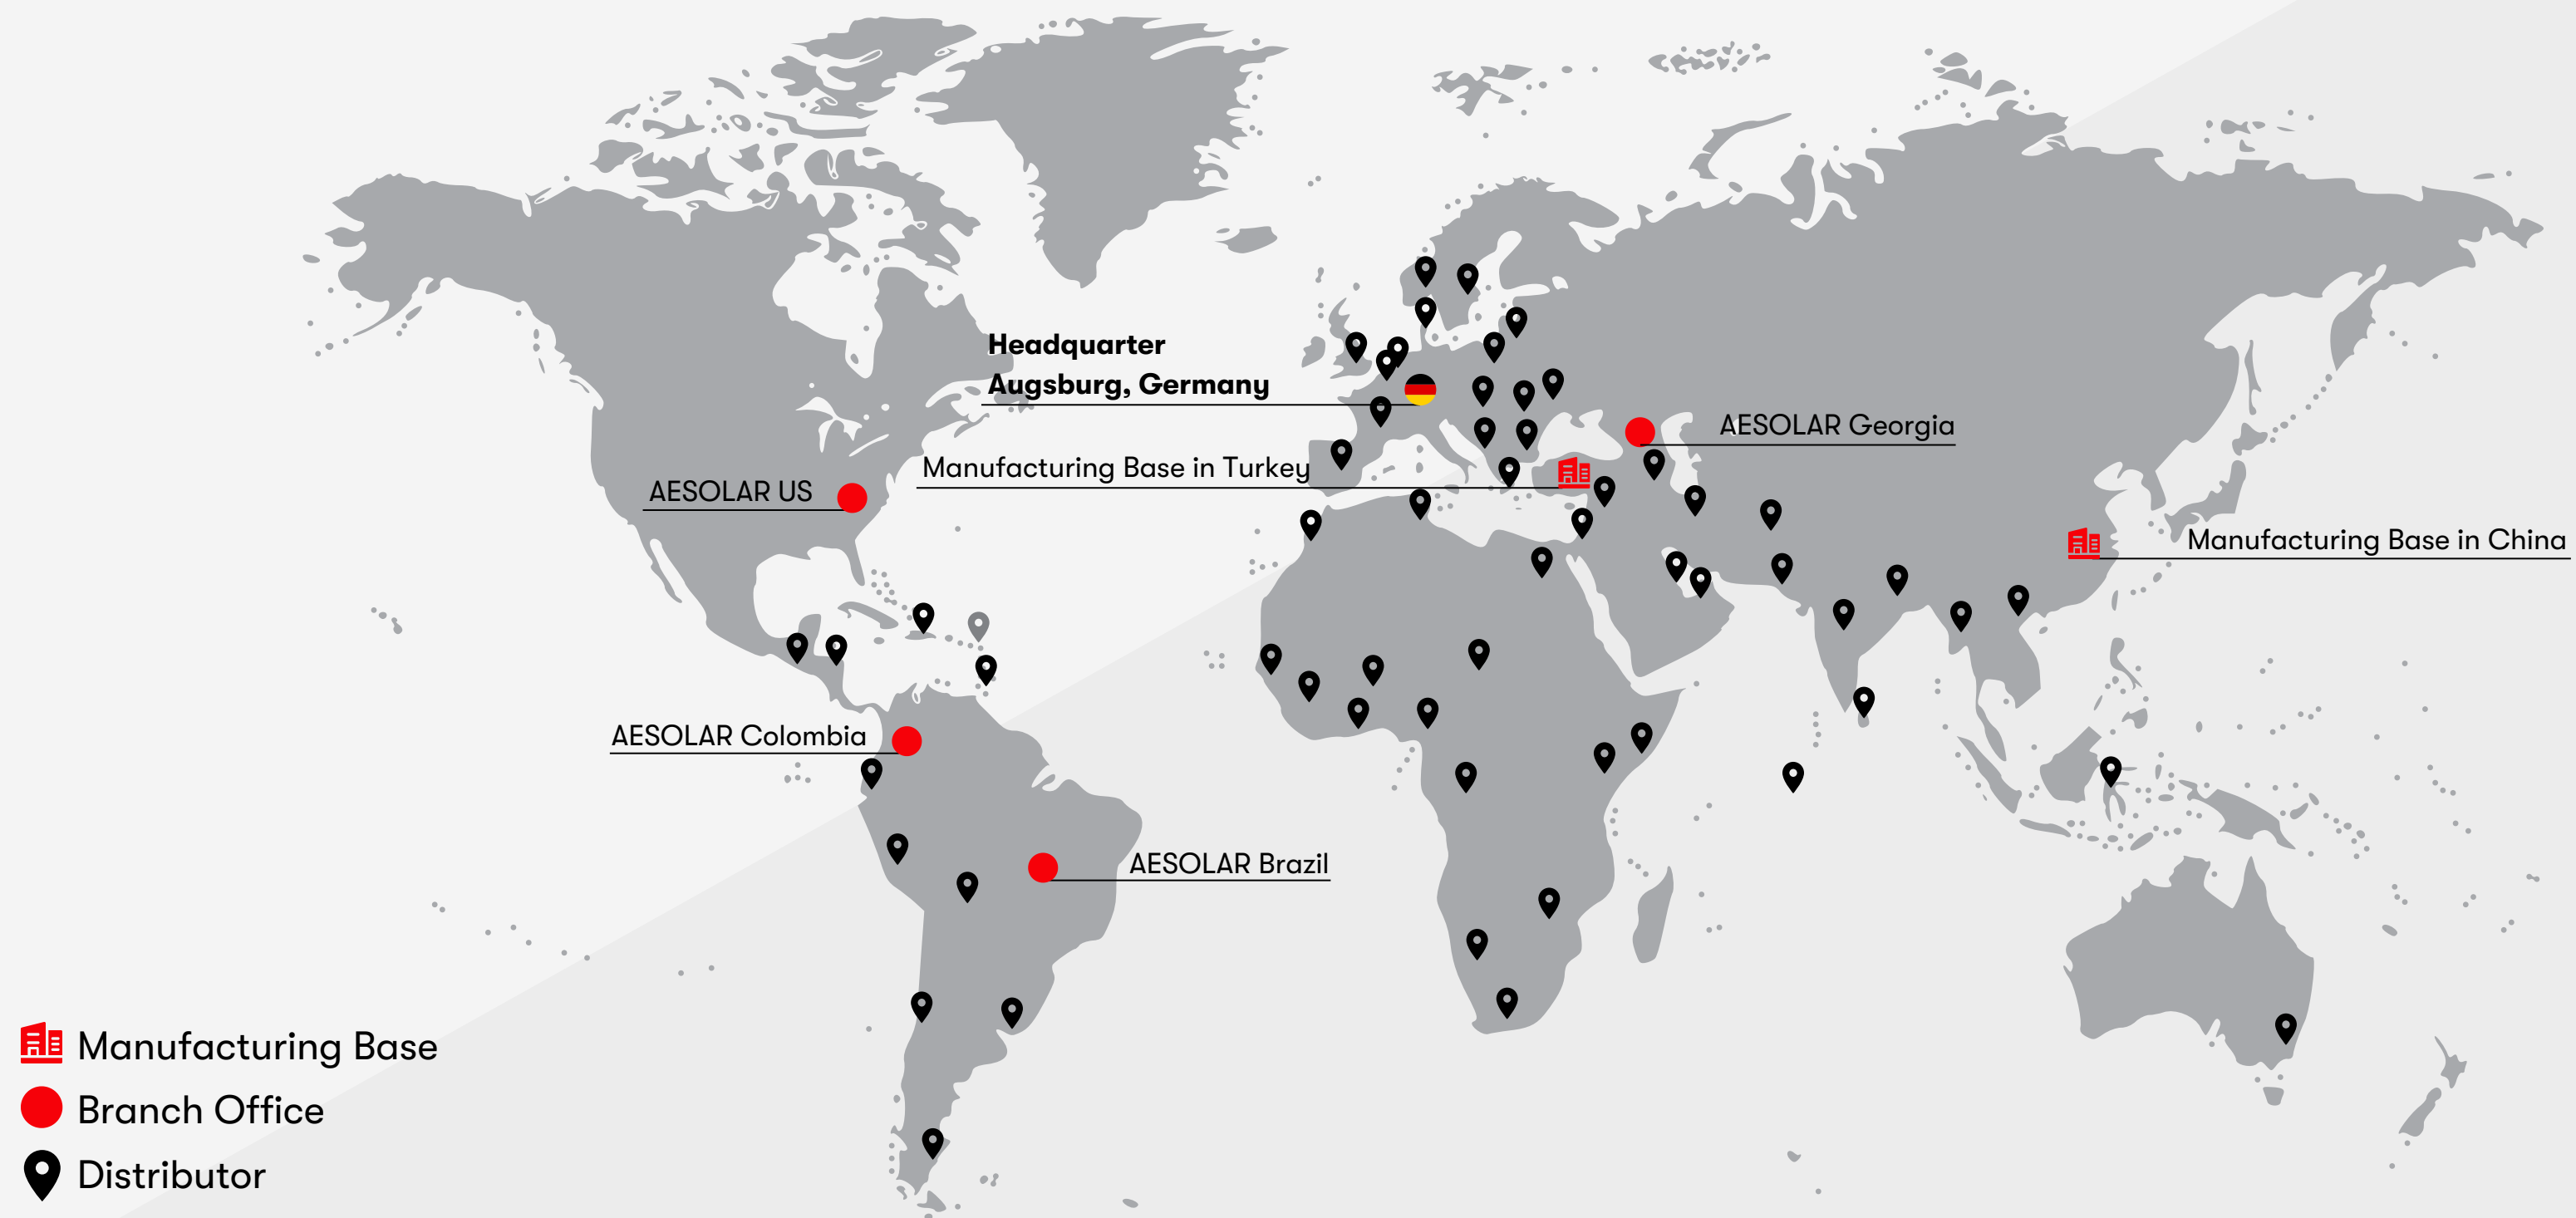 Headquarter
Augsburg, Germany
AESOLAR Georgia
Manufacturing Base in Turkey
AESOLAR US
Manufacturing Base in China
AESOLAR Colombia
AESOLAR Brazil
Manufacturing Base
Branch Office
Distributor